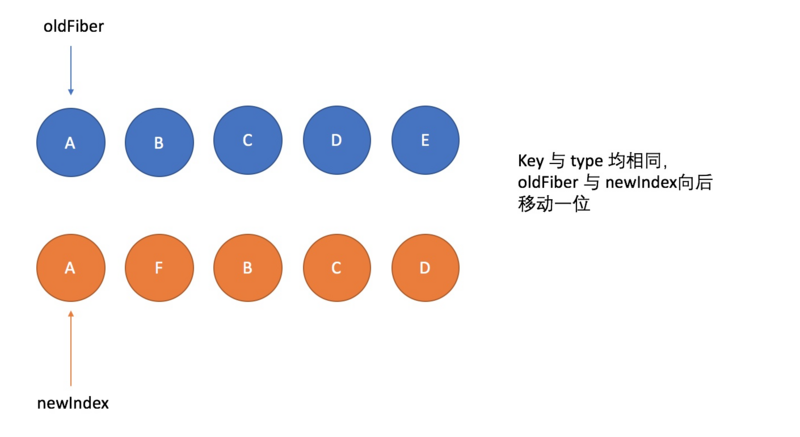 oldFiber
A B C D E
Key 与 type 均相同，
oldFiber 与 newIndex向后
移动一位
A F B C D
newIndex